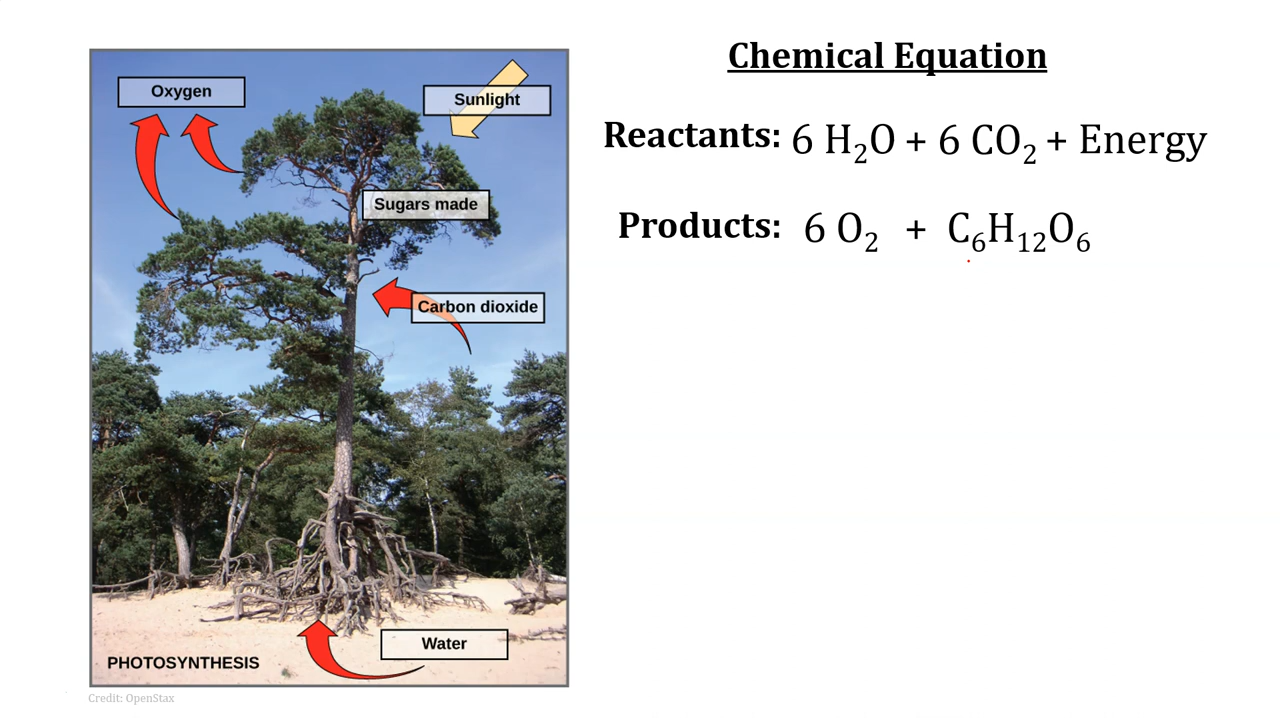 Chemical Equation
Oxygen
Sunlight
Reactants: 6 H₂O + 6 CO₂ + Energy
Sugars made
Products: 6 O₂ + C₆H₁₂O₆
Carbon dioxide
Water
PHOTOSYNTHESIS
Credit: OpenStax